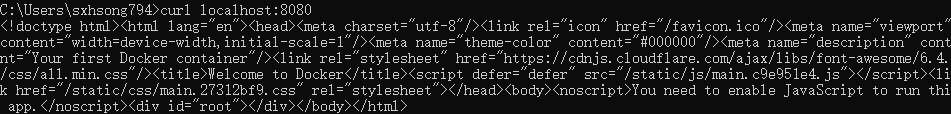 C:\Users\sxhsong794>curl localhost:8080
<!doctype html><html lang="en"><head><meta charset="utf-8"/><link rel="icon" href="/favicon.ico"/><meta name="viewport"
content="width=device-width,initial-scale=1"/><meta name="theme-color" content="#000000"/><meta name="description" cont
nt="Your first Docker container"/><link rel="stylesheet" href="https://cdnjs.cloudflare.com/ajax/libs/font-awesome/6.4.
/css/all.min.css"/><title>Welcome to Docker</title><script defer="defer" src="/static/js/main.c9e951e4.js"></script><li
k href="/static/css/main.27312bf9.css" rel="stylesheet"></head><body><noscript>You need to enable JavaScript to run thi
app.</noscript><div id="root"></div></body></html>